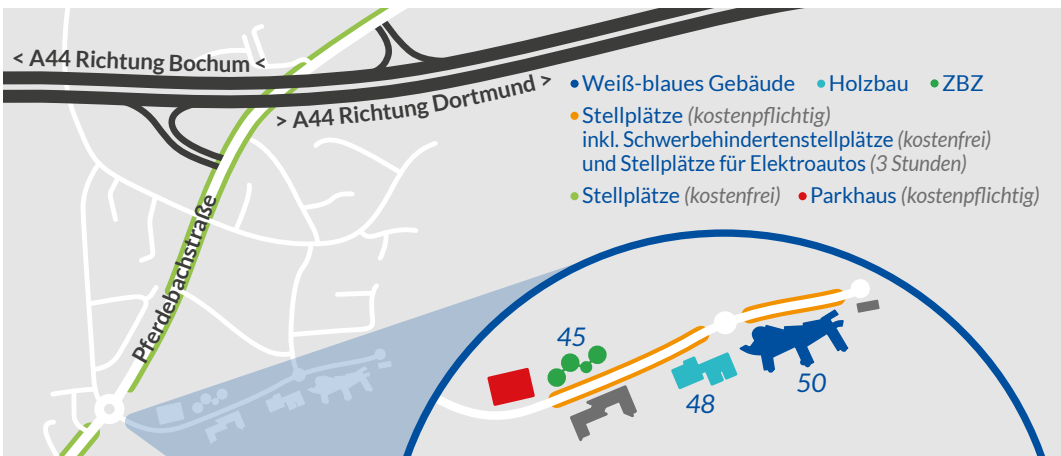 < A44 Richtung Bochum <
> A44 Richtung Dortmund >
• Weiß-blaues Gebäude • Holzbau • ZBZ
• Stellplätze (kostenpflichtig)
inkl. Schwerbehindertenstellplätze (kostenfrei)
und Stellplätze für Elektroautos (3 Stunden)
• Stellplätze (kostenfrei) • Parkhaus (kostenpflichtig)
Pferdebachstraße
45
48
50